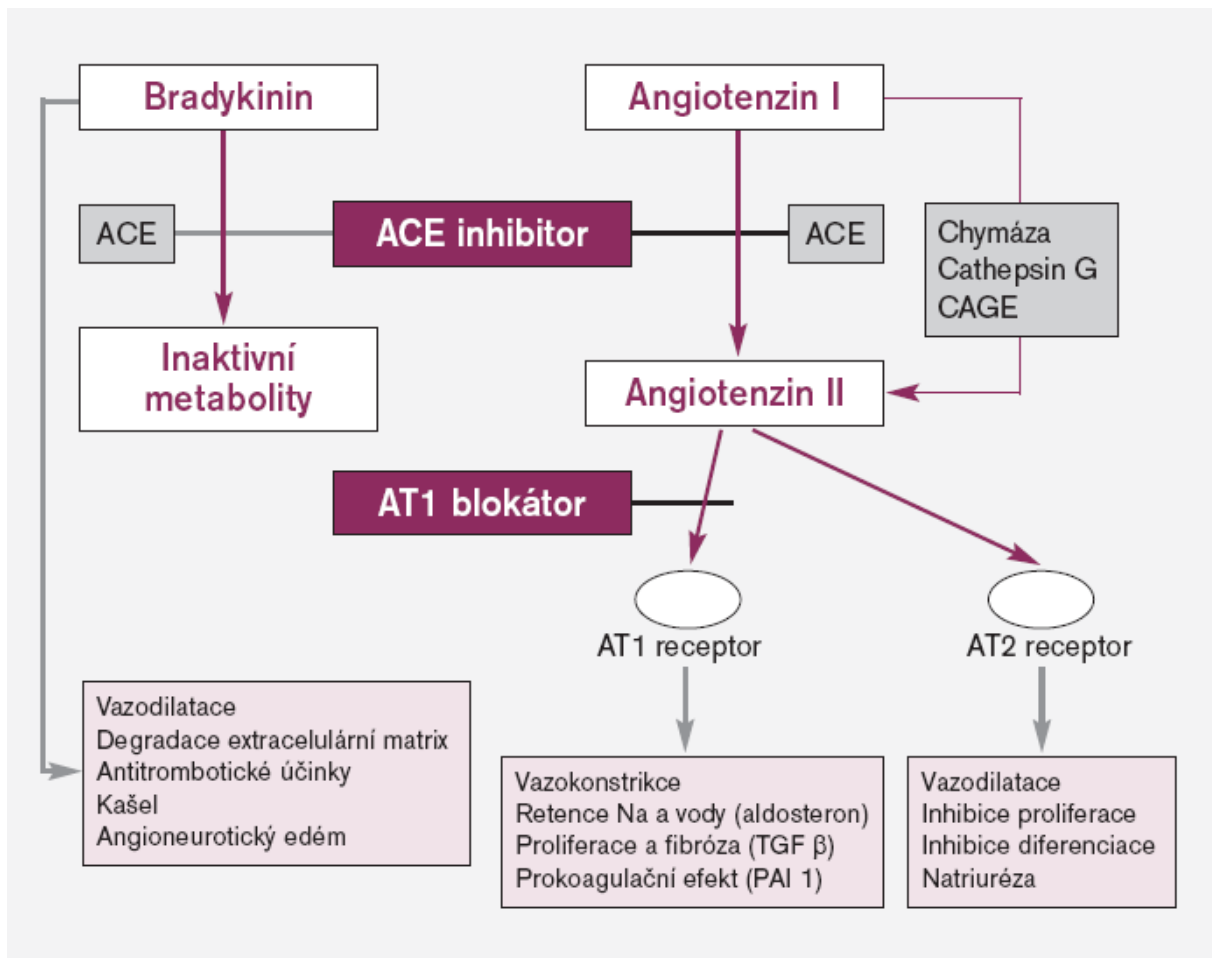 Bradykinin
Angiotenzin I
ACE
ACE inhibitor
ACE
Chymáza
Cathepsin G
CAGE
Inaktivní
metabolity
Angiotenzin II
AT1 blokátor
AT1 receptor
AT2 receptor
Vazodilatace
Degradace extracelulární matrix
Antitrombotické účinky
Kašel
Angioneurotický edém
Vazokonstrikce
Retence Na a vody (aldosteron)
Proliferace a fibróza (TGF β)
Prokoagulační efekt (PAI 1)
Vazodilatace
Inhibice proliferace
Inhibice diferenciace
Natriuréza